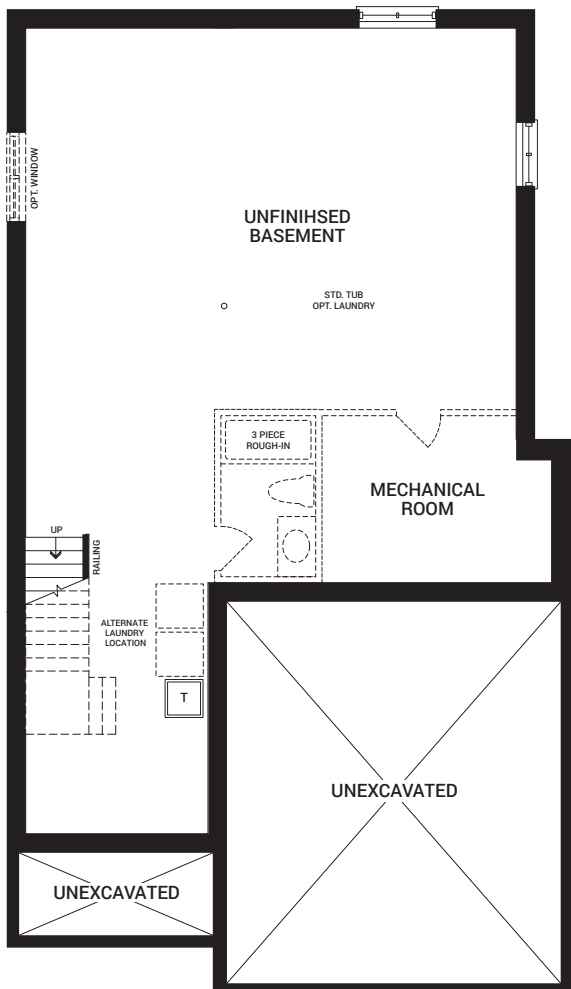 OPT. WINDOW
UNFINIHSED
BASEMENT
STD. TUB
OPT. LAUNDRY
3 PIECE
ROUGH-IN
MECHANICAL
ROOM
UP
RAILING
ALTERNATE
LAUNDRY
LOCATION
T
UNEXCAVATED
UNEXCAVATED